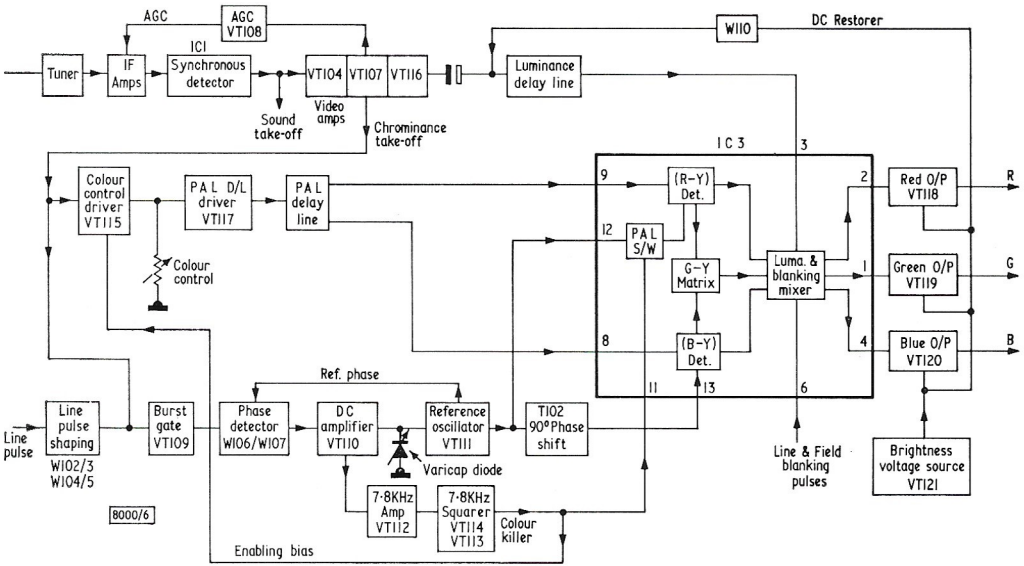 AGC
AGC
VT108
W110
DC Restorer
Tuner
IF
Amps
IC1
Synchronous
detector
VT104
VT107
VT116
Luminance
delay line
Sound
take-off
Video
amps
Chrominance
take-off
IC3
3
Colour
control
driver
VT115
PAL D/L
driver
VT117
PAL
delay
line
9
(R-Y)
Det.
2
Red O/P
VT118
R
12
PAL
S/W
Colour
control
G-Y
Matrix
Luma. &
blanking
mixer
1
Green O/P
VT119
G
8
(B-Y)
Det.
4
Blue O/P
VT120
B
Ref. phase
11
13
6
Line
pulse
Line
pulse
shaping
W102/3
W104/5
Burst
gate
VT109
Phase
detector
W106/W107
DC
amplifier
VT110
Varicap diode
Reference
oscillator
VT111
T102
90° Phase
shift
Line & Field
blanking
pulses
Brightness
voltage source
VT121
7·8KHz
Amp
VT112
7·8KHz
Squarer
VT114
VT113
Colour
killer
8000/6
Enabling bias